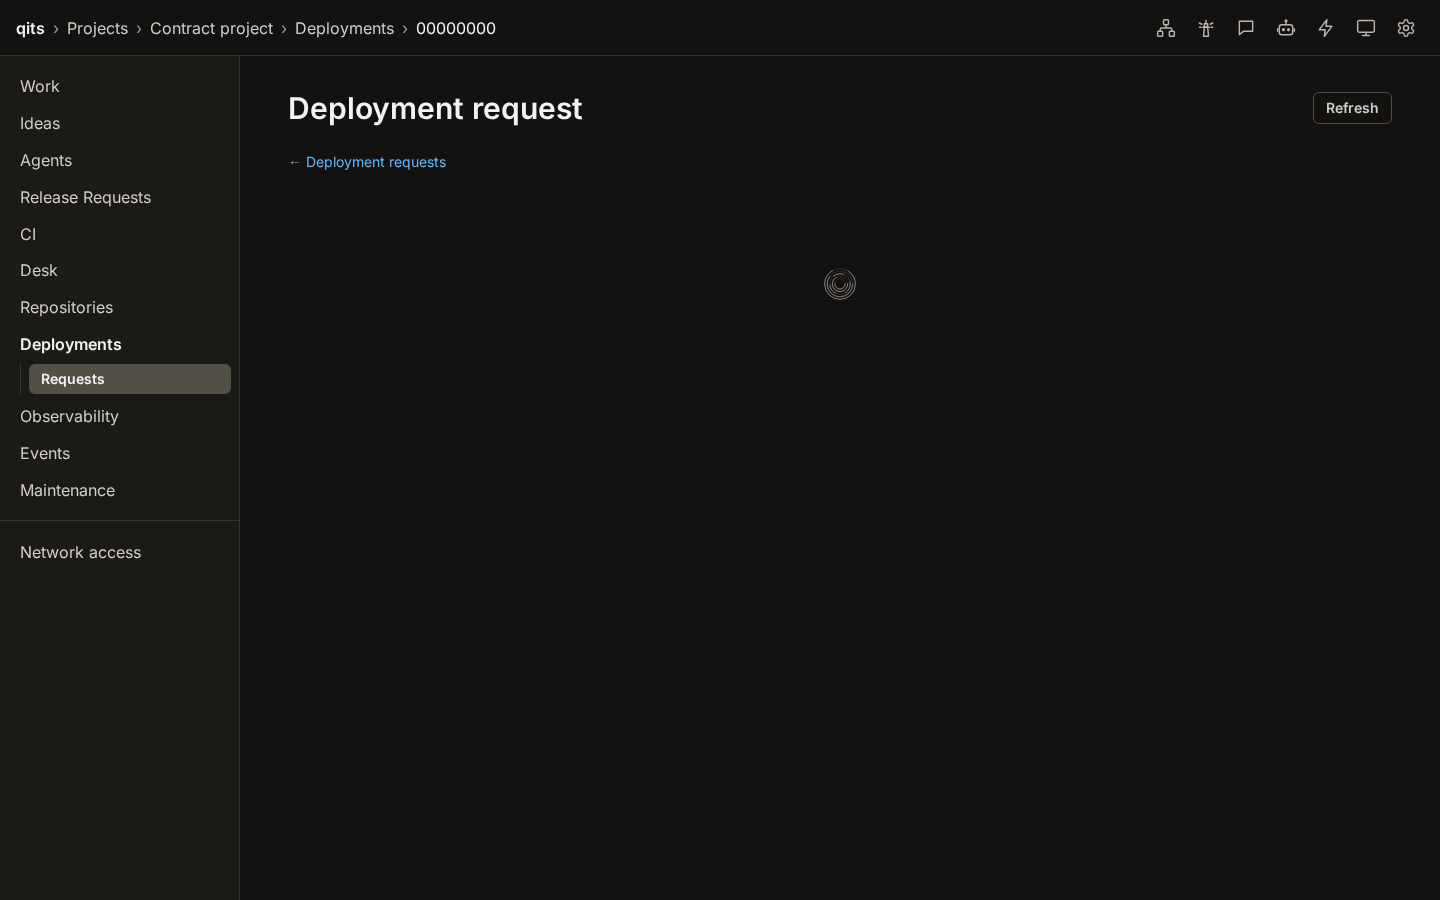 qits › Projects › Contract project › Deployments › 00000000
Work
Ideas
Agents
Release Requests
CI
Desk
Repositories
Deployments
Requests
Observability
Events
Maintenance
Network access
Deployment request
Refresh
← Deployment requests